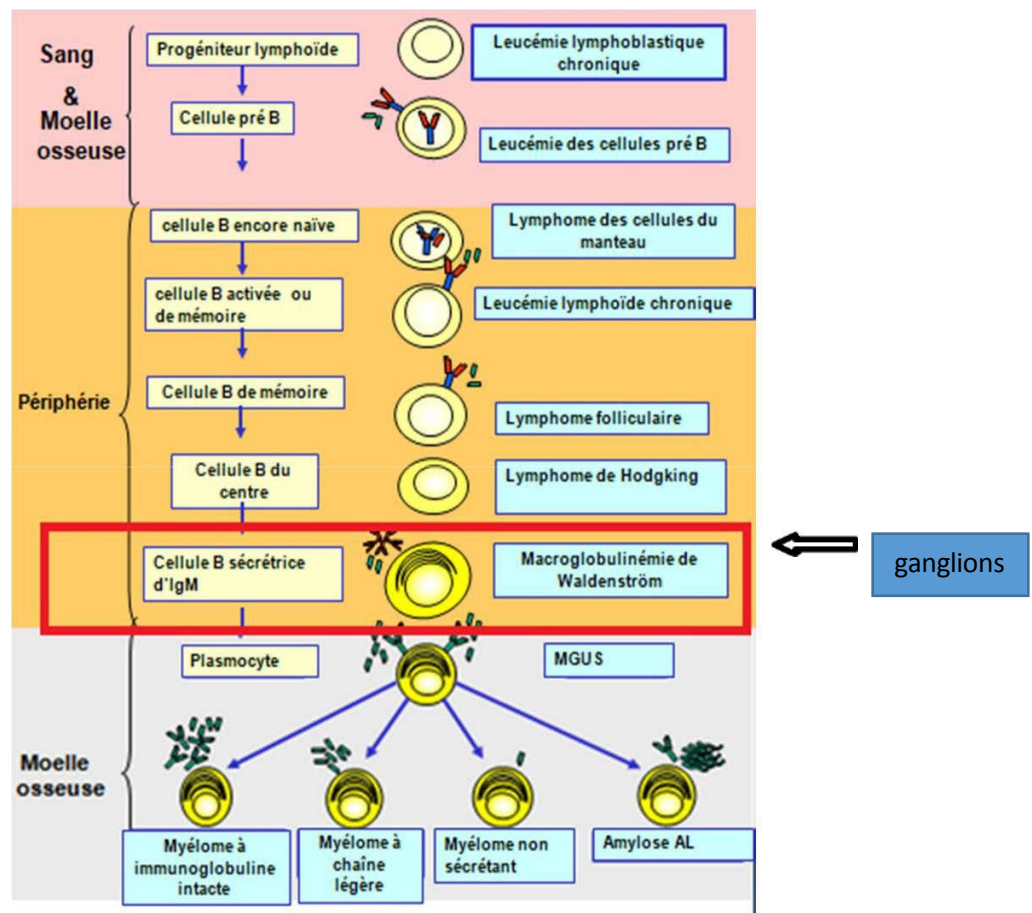 Sang
&
Moelle
osseuse
Progéniteur lymphoïde
Leucémie lymphoblastique
chronique
Cellule pré B
Leucémie des cellules pré B
Périphérie
cellule B encore naïve
Lymphome des cellules du
manteau
cellule B activée ou
de mémoire
Leucémie lymphoïde chronique
Cellule B de mémoire
Lymphome folliculaire
Cellule B du
centre
Lymphome de Hodgking
Cellule B sécrétrice
d'IgM
Macroglobulinémie de
Waldenström
ganglions
Moelle
osseuse
Plasmocyte
MGUS
Myélome à
immunoglobuline
intacte
Myélome à
chaîne
légère
Myélome non
sécrétant
Amylose AL